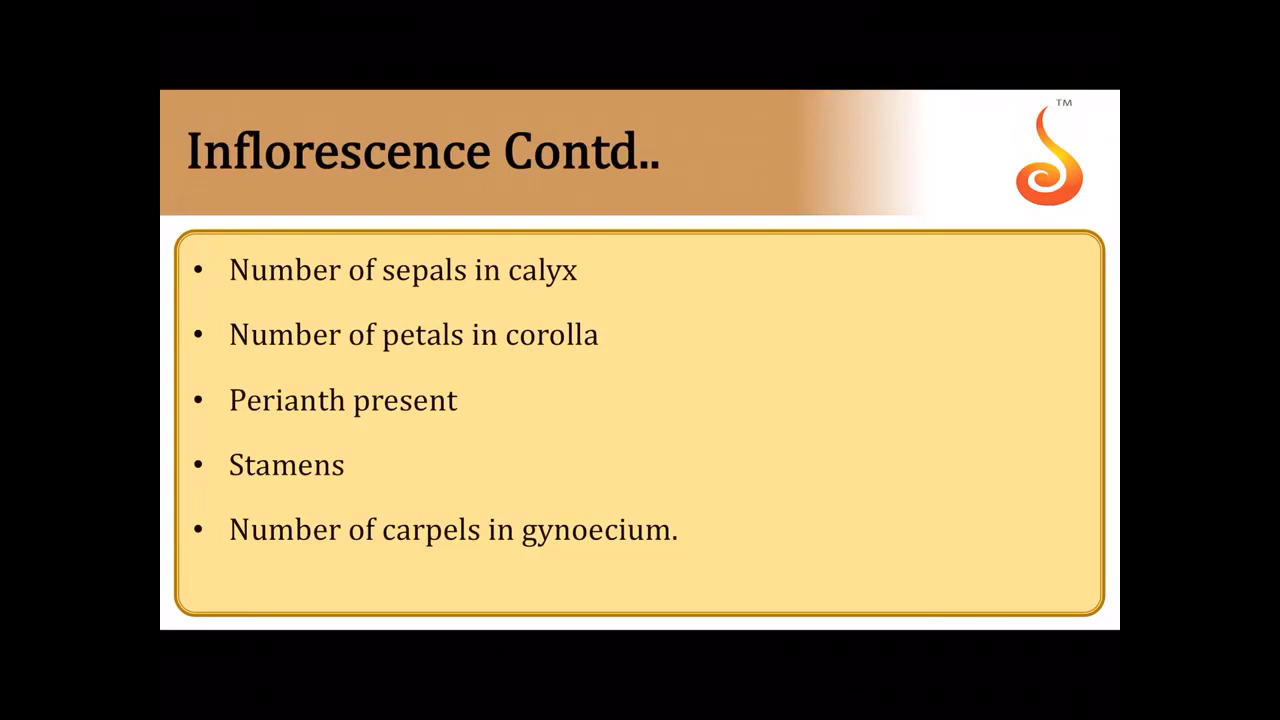 Inflorescence Contd..
TM
• Number of sepals in calyx
• Number of petals in corolla
• Perianth present
• Stamens
• Number of carpels in gynoecium.